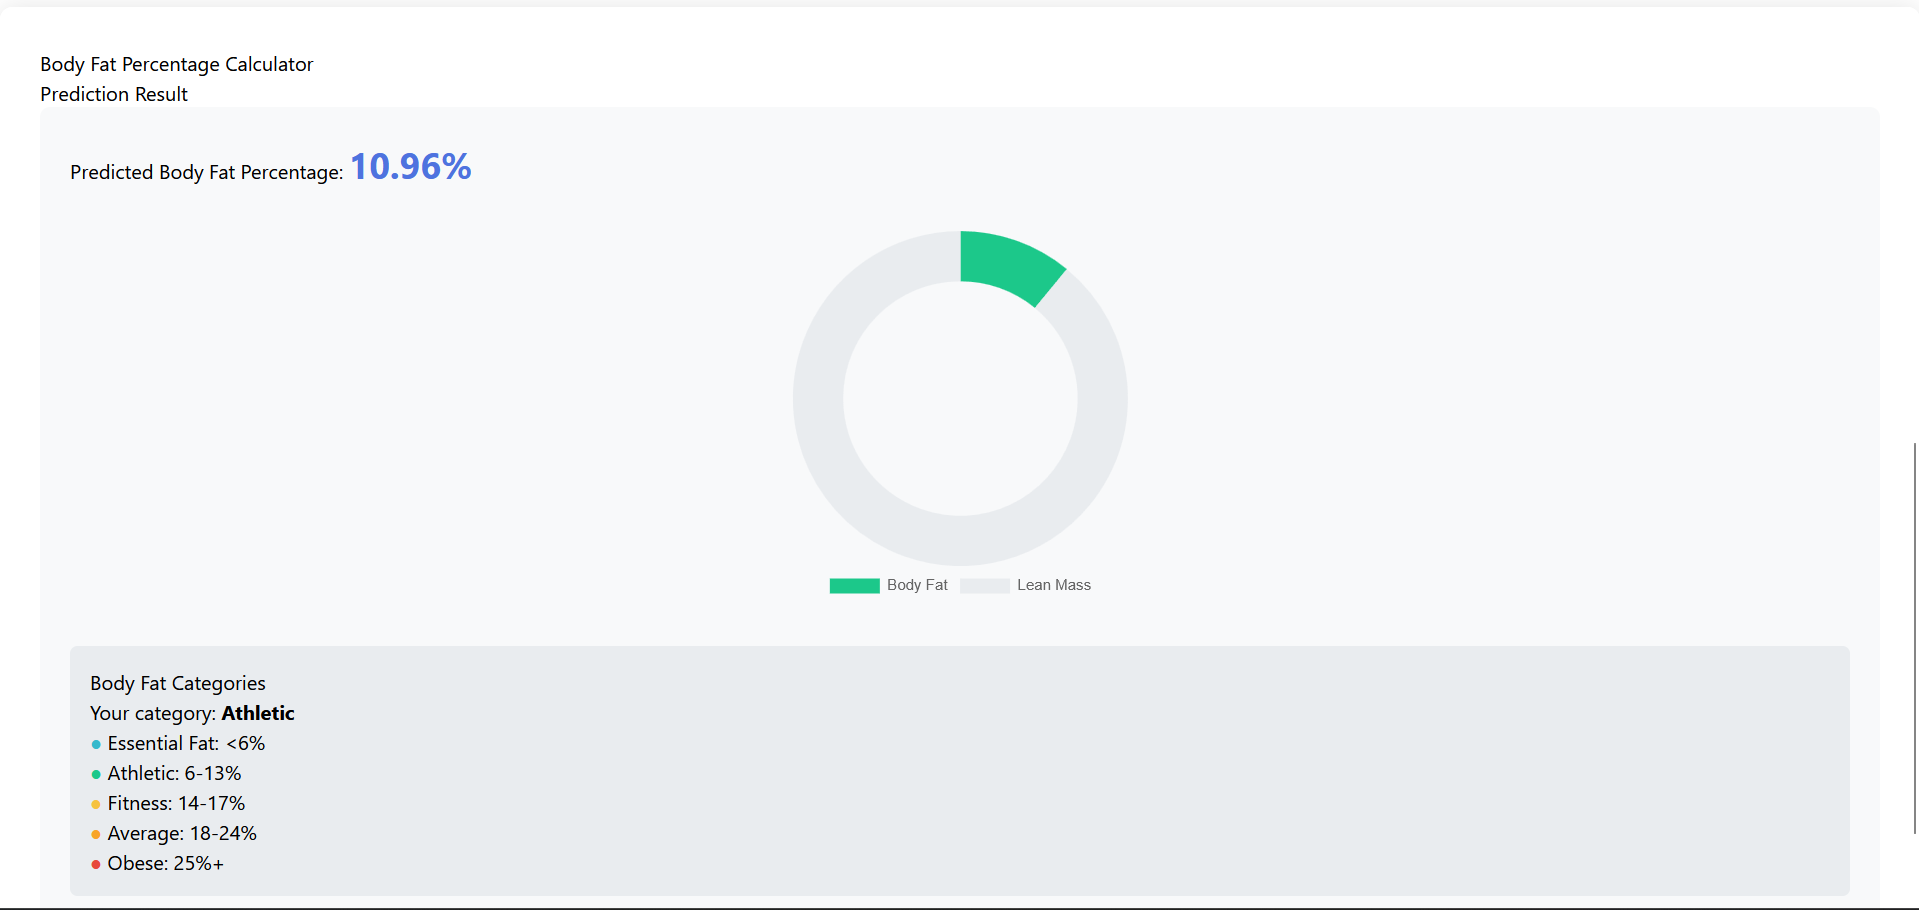 Body Fat Percentage Calculator
Prediction Result
Predicted Body Fat Percentage: 10.96%
Body Fat Lean Mass
Body Fat Categories
Your category: Athletic
● Essential Fat: <6%
● Athletic: 6-13%
● Fitness: 14-17%
● Average: 18-24%
● Obese: 25%+